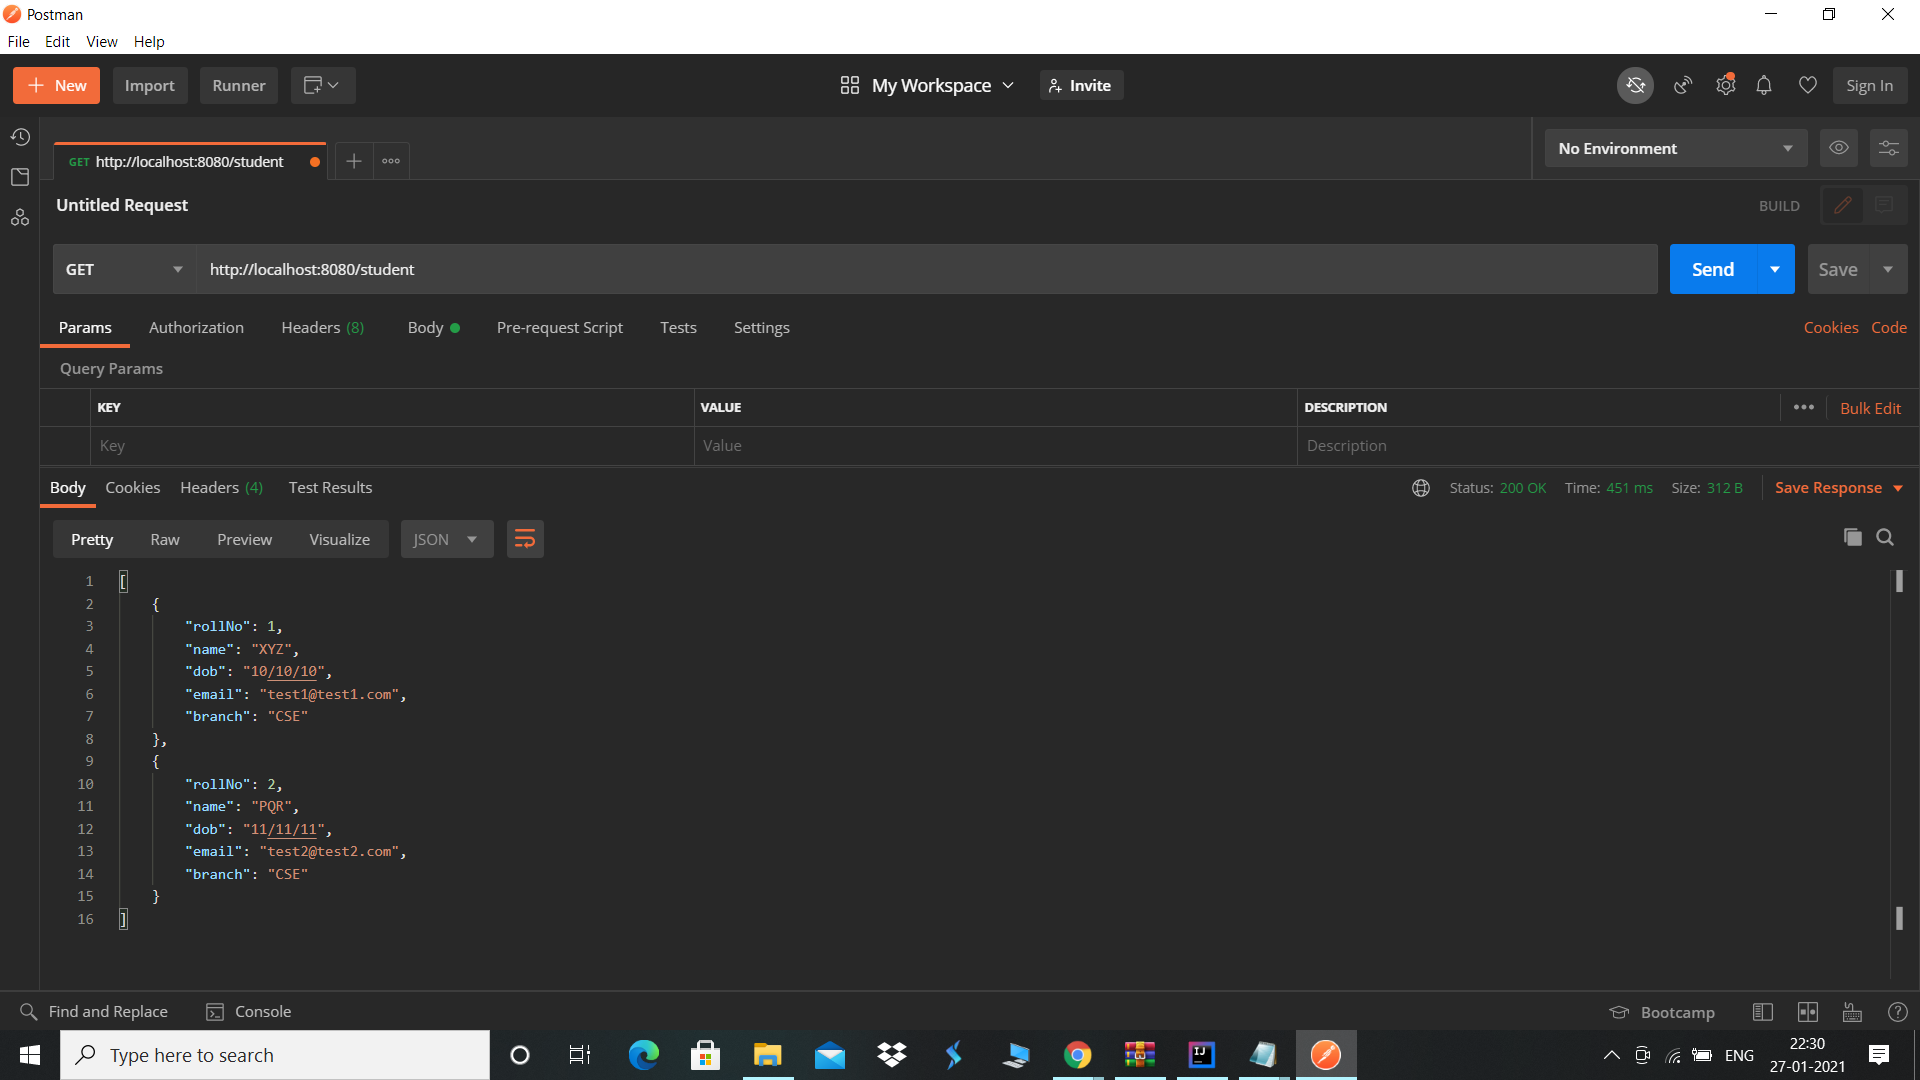 Postman
File Edit View Help
New Import Runner My Workspace Invite Sign In
GET http://localhost:8080/student No Environment
Untitled Request BUILD
GET http://localhost:8080/student Send Save
Params Authorization Headers (8) Body Pre-request Script Tests Settings Cookies Code
Query Params
KEY VALUE DESCRIPTION Bulk Edit
Key Value Description
Body Cookies Headers (4) Test Results Status: 200 OK Time: 451 ms Size: 312 B Save Response
Pretty Raw Preview Visualize JSON
1 [
2 {
3 "rollNo": 1,
4 "name": "XYZ",
5 "dob": "10/10/10",
6 "email": "test1@test1.com",
7 "branch": "CSE"
8 },
9 {
10 "rollNo": 2,
11 "name": "PQR",
12 "dob": "11/11/11",
13 "email": "test2@test2.com",
14 "branch": "CSE"
15 }
16 ]
Find and Replace Console Bootcamp
Type here to search ENG 22:30
27-01-2021